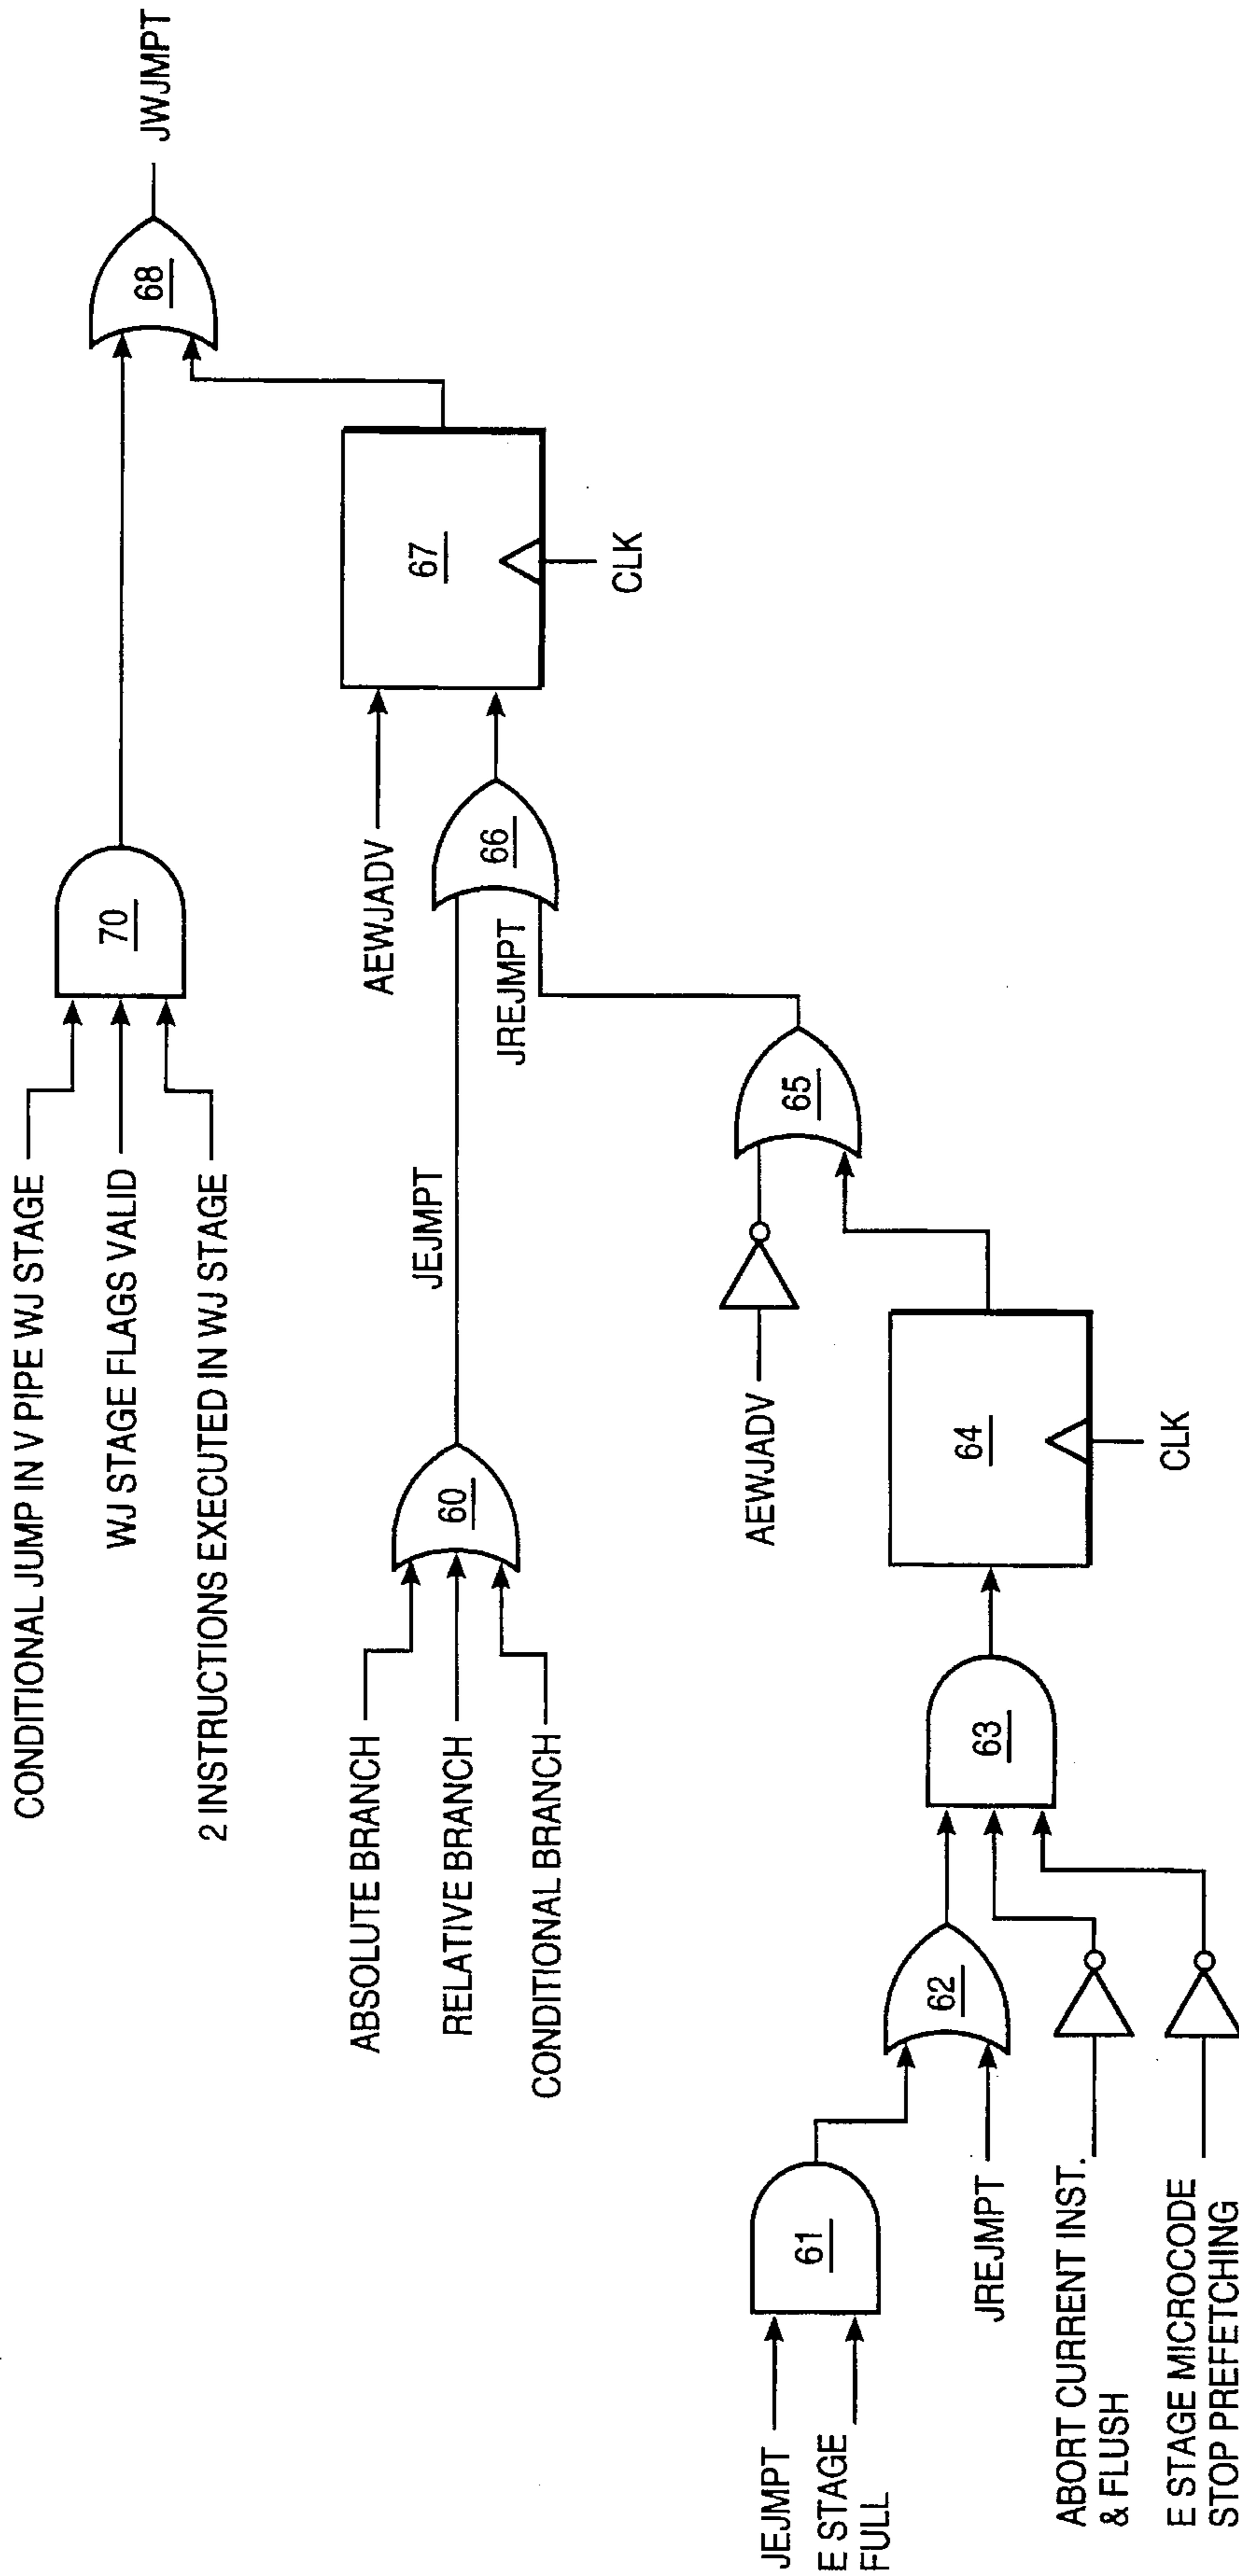 CONDITIONAL JUMP IN V PIPE WJ STAGE
WJ STAGE FLAGS VALID
2 INSTRUCTIONS EXECUTED IN WJ STAGE
70
68
JWJMPT
ABSOLUTE BRANCH
RELATIVE BRANCH
CONDITIONAL BRANCH
60
JEJMPT
AEWJADV
JREJMPT
66
67
CLK
JEJMPT
E STAGE
FULL
61
JREJMPT
62
ABORT CURRENT INST.
& FLUSH
E STAGE MICROCODE
STOP PREFETCHING
63
64
CLK
AEWJADV
65